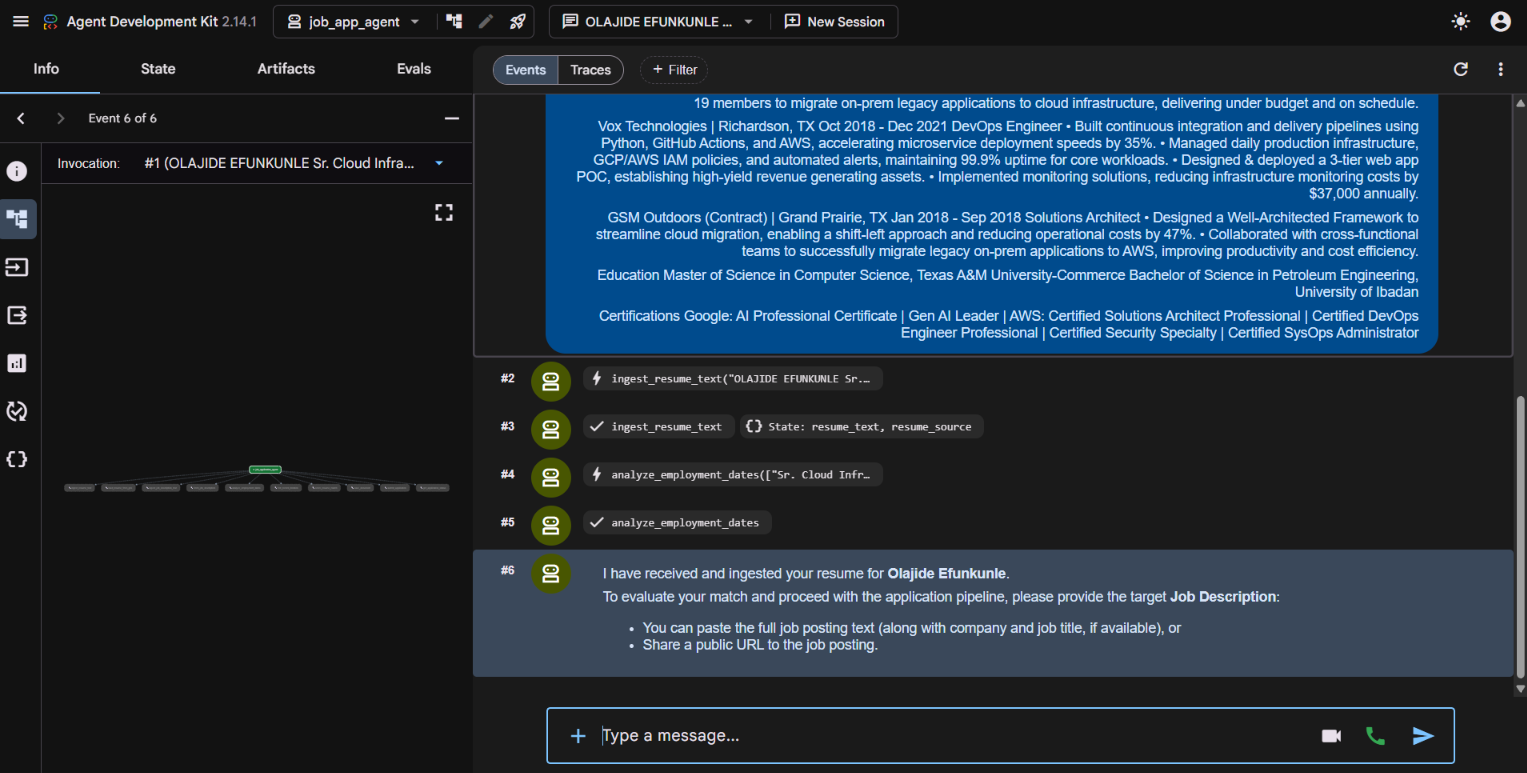 Agent Development Kit 2.14.1
job_app_agent
OLAJIDE EFUNKUNLE ...
New Session
Info
State
Artifacts
Evals
Events
Traces
+ Filter
Event 6 of 6
Invocation:
#1 (OLAJIDE EFUNKUNLE Sr. Cloud Infra...
19 members to migrate on-prem legacy applications to cloud infrastructure, delivering under budget and on schedule.
Vox Technologies | Richardson, TX Oct 2018 - Dec 2021 DevOps Engineer • Built continuous integration and delivery pipelines using
Python, GitHub Actions, and AWS, accelerating microservice deployment speeds by 35%. • Managed daily production infrastructure,
GCP/AWS IAM policies, and automated alerts, maintaining 99.9% uptime for core workloads. • Designed & deployed a 3-tier web app
POC, establishing high-yield revenue generating assets. • Implemented monitoring solutions, reducing infrastructure monitoring costs by
$37,000 annually.
GSM Outdoors (Contract) | Grand Prairie, TX Jan 2018 - Sep 2018 Solutions Architect • Designed a Well-Architected Framework to
streamline cloud migration, enabling a shift-left approach and reducing operational costs by 47%. • Collaborated with cross-functional
teams to successfully migrate legacy on-prem applications to AWS, improving productivity and cost efficiency.
Education Master of Science in Computer Science, Texas A&M University-Commerce Bachelor of Science in Petroleum Engineering,
University of Ibadan
Certifications Google: AI Professional Certificate | Gen AI Leader | AWS: Certified Solutions Architect Professional | Certified DevOps
Engineer Professional | Certified Security Specialty | Certified SysOps Administrator
#2
ingest_resume_text("OLAJIDE EFUNKUNLE Sr.…
#3
ingest_resume_text
State: resume_text, resume_source
#4
analyze_employment_dates(["Sr. Cloud Infr…
#5
analyze_employment_dates
#6
I have received and ingested your resume for Olajide Efunkunle.
To evaluate your match and proceed with the application pipeline, please provide the target Job Description:
• You can paste the full job posting text (along with company and job title, if available), or
• Share a public URL to the job posting.
Type a message...